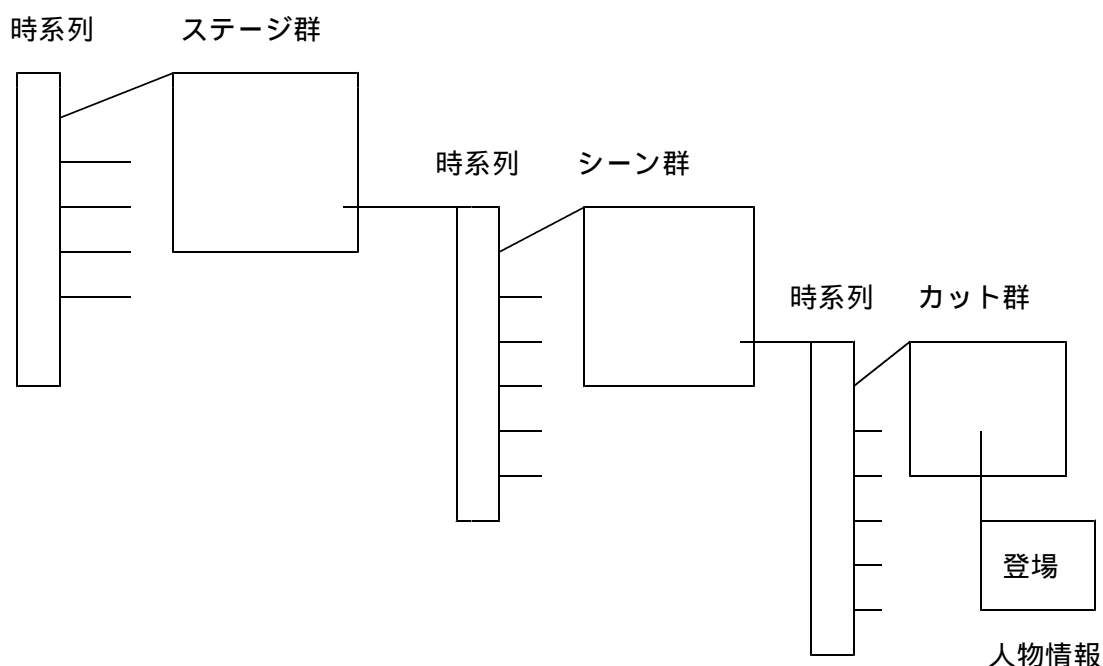 時系列 ステージ群
時系列 シーン群
時系列 カット群
登場
人物情報